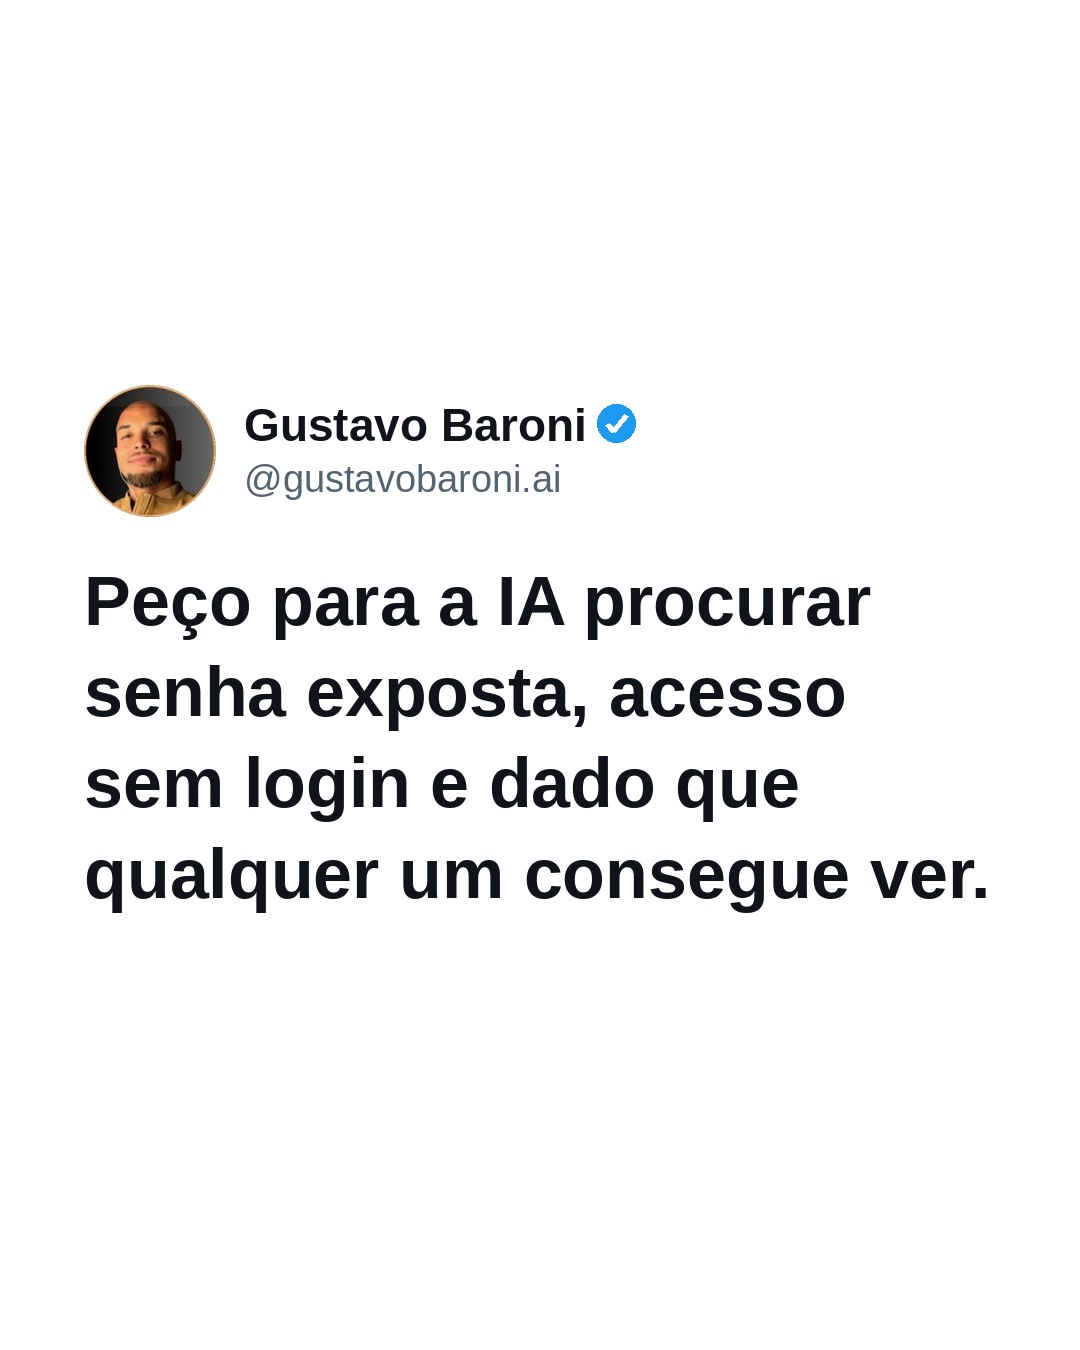 Gustavo Baroni
@gustavobaroni.ai
Peço para a IA procurar
senha exposta, acesso
sem login e dado que
qualquer um consegue ver.